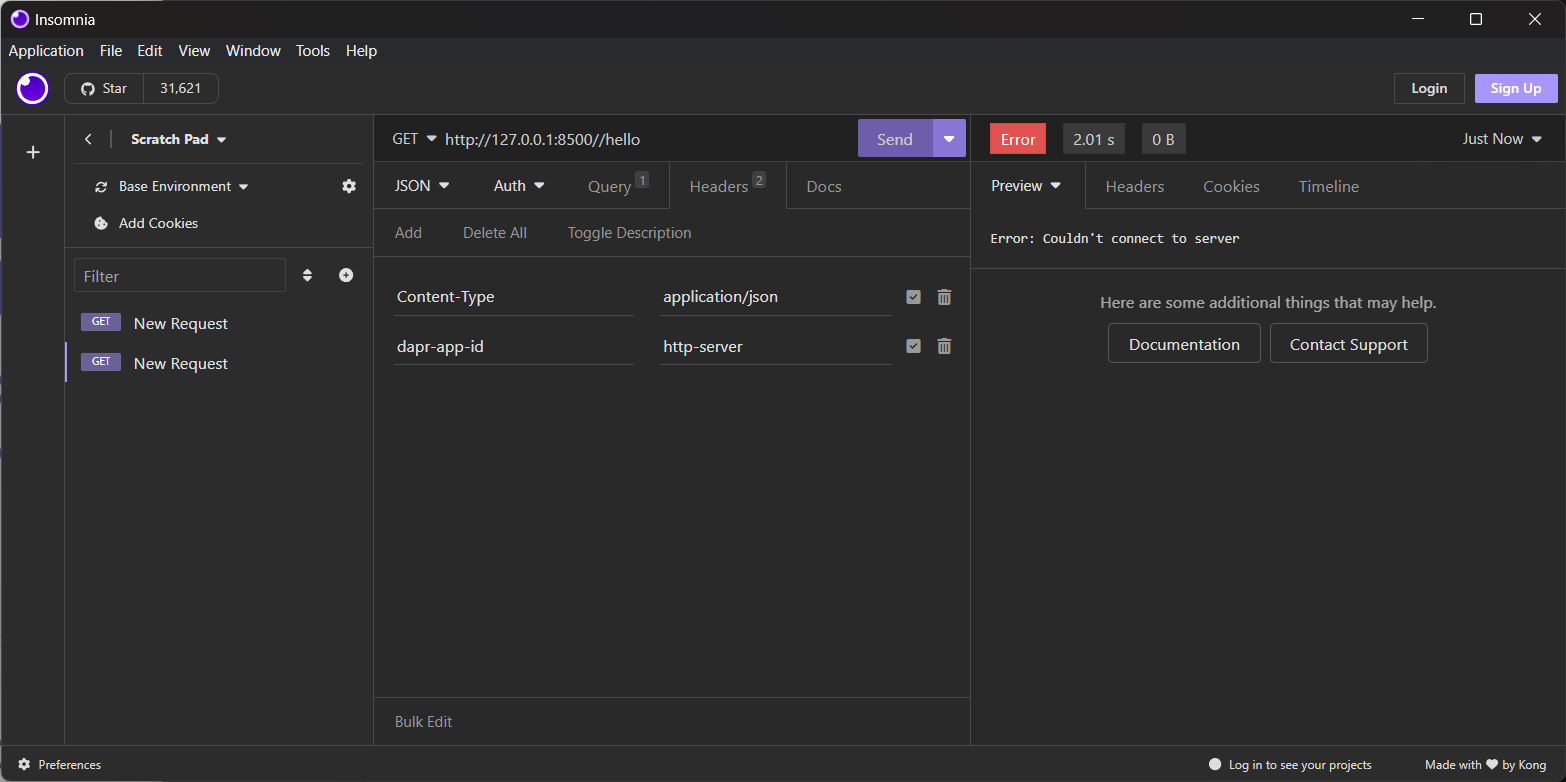 Insomnia
Application File Edit View Window Tools Help
Star 31,621 Login Sign Up
Scratch Pad
Base Environment
Add Cookies
Filter
GET New Request
GET New Request
GET http://127.0.0.1:8500//hello Send
JSON Auth Query 1 Headers 2 Docs
Add Delete All Toggle Description
Content-Type application/json
dapr-app-id http-server
Bulk Edit
Error 2.01 s 0 B Just Now
Preview Headers Cookies Timeline
Error: Couldn't connect to server
Here are some additional things that may help.
Documentation Contact Support
Preferences Log in to see your projects Made with ❤ by Kong